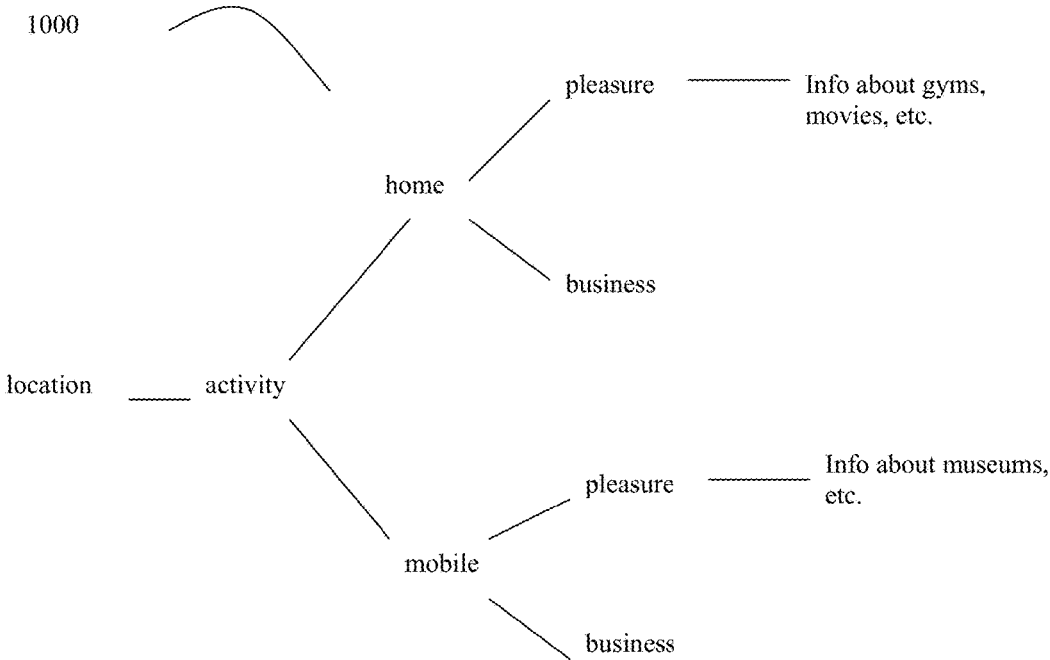 1000
pleasure
Info about gyms,
movies, etc.
home
business
location
activity
Info about museums,
etc.
pleasure
mobile
business